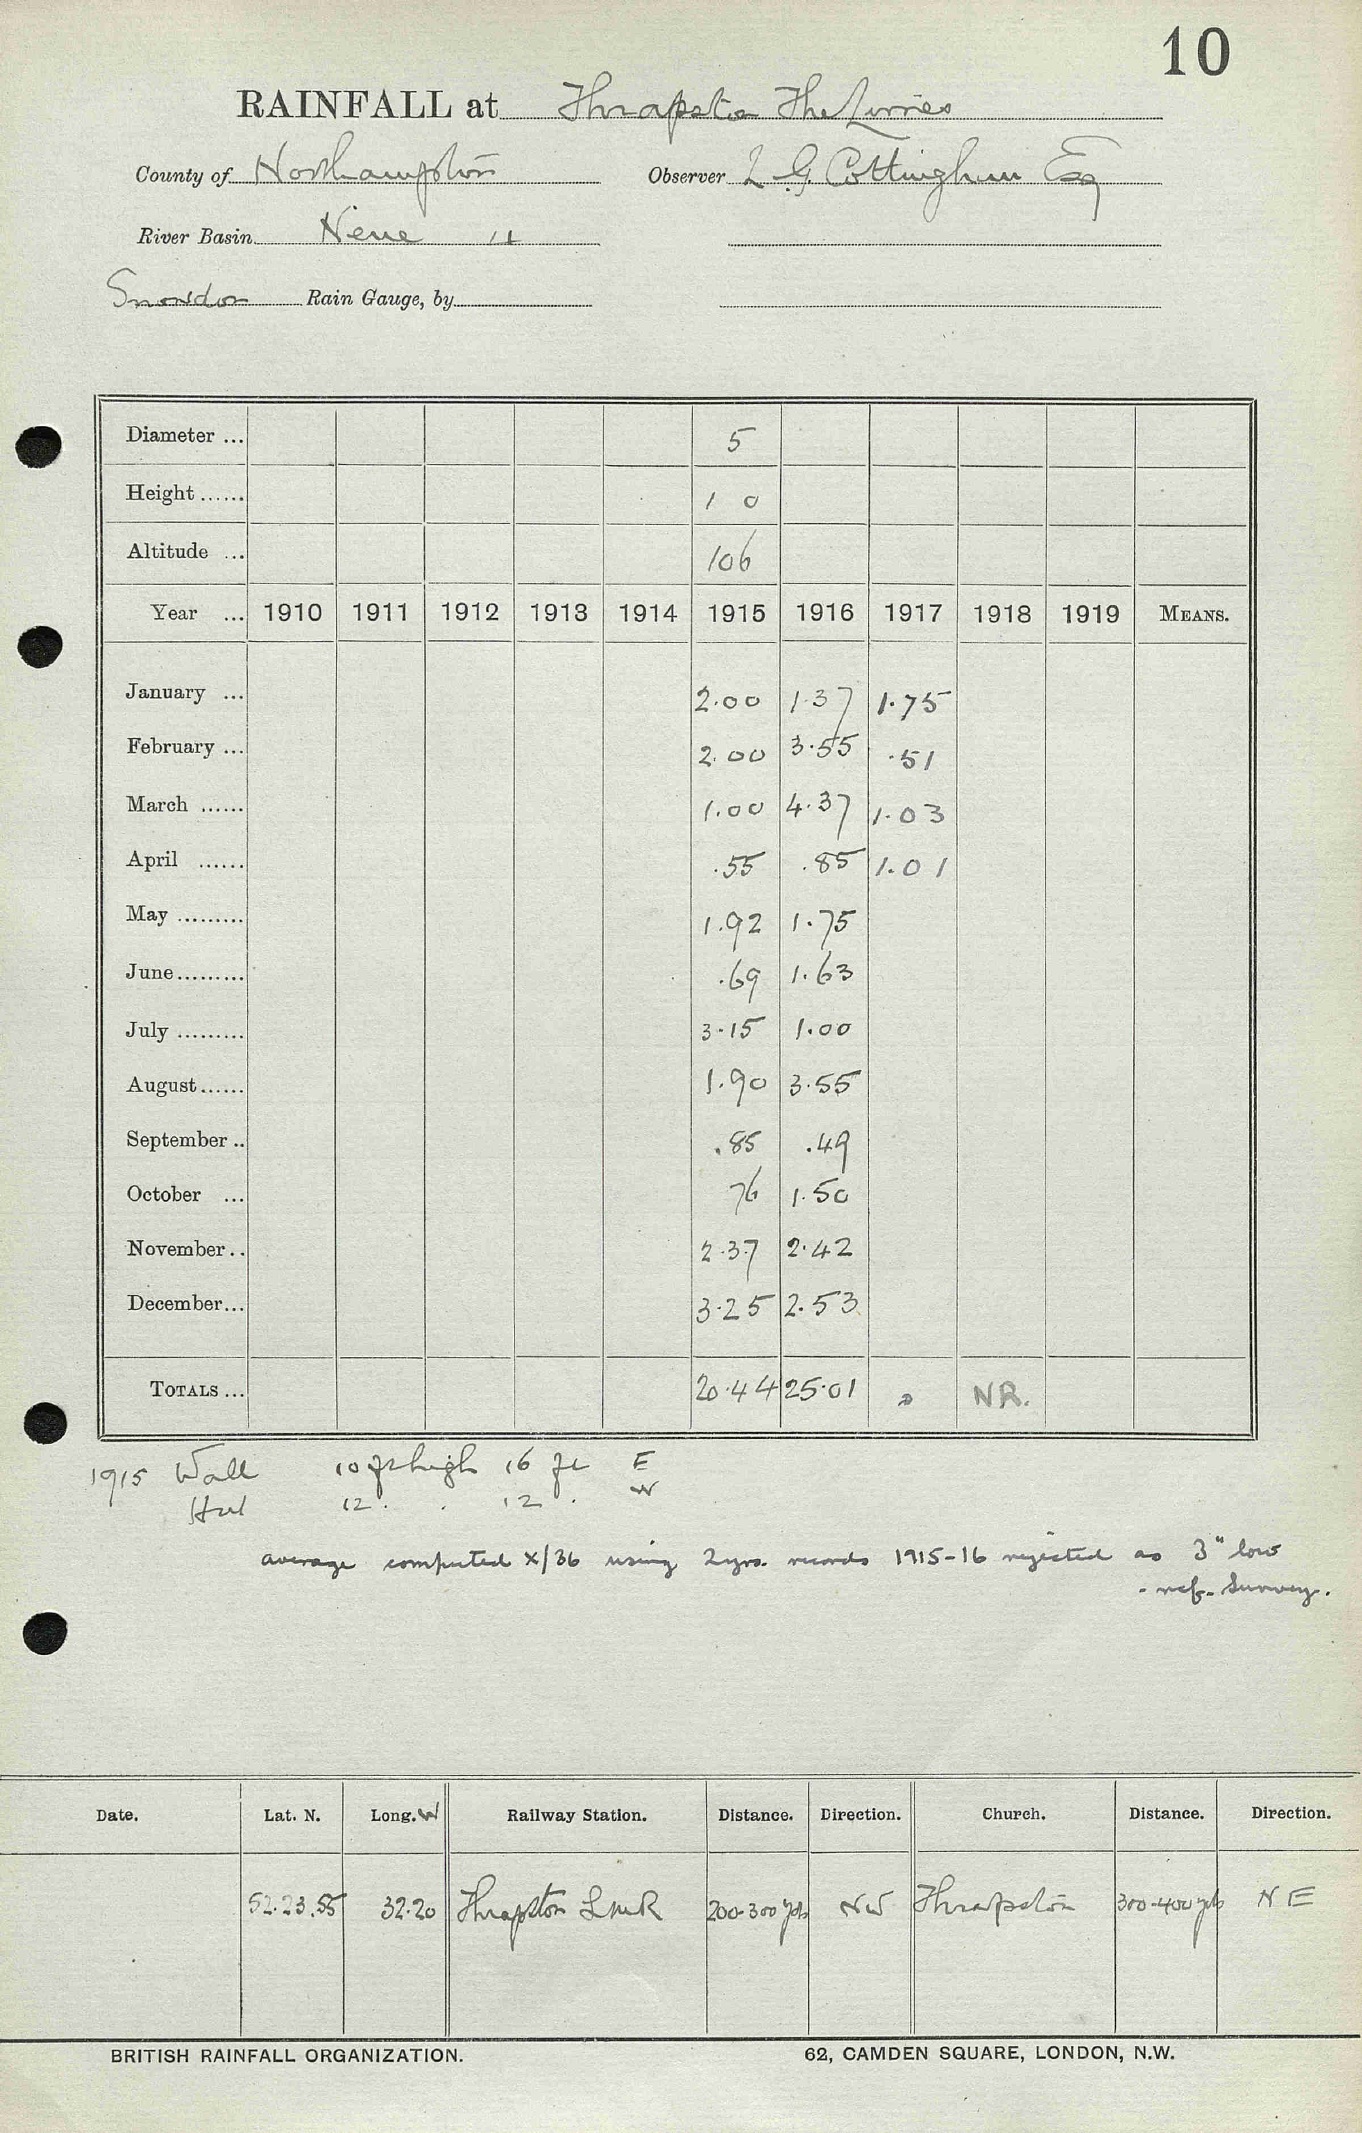 10
RAINFALL at Thrapston The Limes
County of Northampton Observer L G. Cottingham Esq
River Basin Nene
Snowdon Rain Gauge, by
Diameter ... 5
Height ...... 1 0
Altitude ... 106
Year ... 1910 1911 1912 1913 1914 1915 1916 1917 1918 1919 MEANS.
January ... 2.00 1.37 1.75
February ... 2.00 3.55 .51
March ...... 1.00 4.37 1.03
April ...... .55 .85 1.01
May ......... 1.92 1.75
June ......... .69 1.63
July ......... 3.15 1.00
August ...... 1.90 3.55
September .. .85 .49
October ... 76 1.50
November .. 2.37 2.42
December ... 3.25 2.53
TOTALS ... 20.44 25.01 NR.
1915 Wall 10 ft high 16 ft E
Hut 12 . . 12 . W
average computed X/36 using 2yrs. records 1915-16 rejected as 3" low
- ref. Survey.
Date. Lat. N. Long. W Railway Station. Distance. Direction. Church. Distance. Direction.
52.23.55 32.20 Thrapston LMR 200-300 yds NW Thrapston 300-400 yds NE
BRITISH RAINFALL ORGANIZATION. 62, CAMDEN SQUARE, LONDON, N.W.